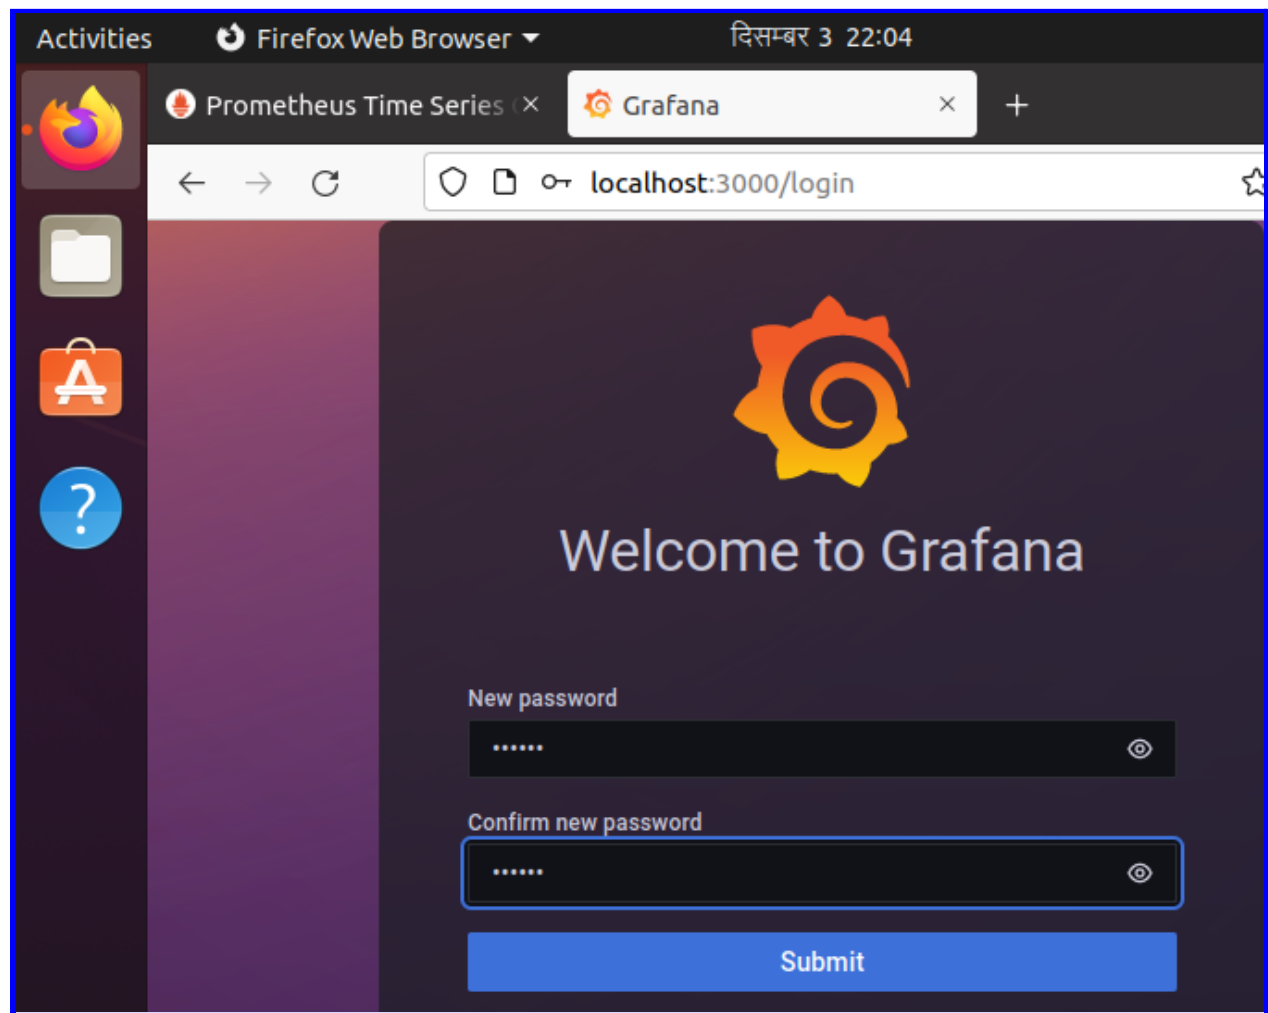 Activities Firefox Web Browser दिसम्बर 3 22:04
Prometheus Time Series Grafana
localhost:3000/login
Welcome to Grafana
New password
••••••
Confirm new password
••••••
Submit